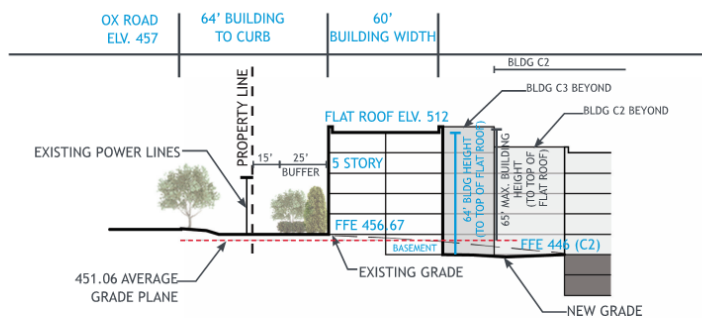 OX ROAD
ELV. 457
64' BUILDING
TO CURB
60'
BUILDING WIDTH
BLDG C2
BLDG C3 BEYOND
BLDG C2 BEYOND
PROPERTY LINE
FLAT ROOF ELV. 512
EXISTING POWER LINES
15'
25'
BUFFER
5 STORY
64' BLDG HEIGHT
(TO TOP OF FLAT ROOF)
65' MAX. BUILDING
HEIGHT
(TO TOP OF
FLAT ROOF)
FFE 456.67
BASEMENT
FFE 446 (C2)
451.06 AVERAGE
GRADE PLANE
EXISTING GRADE
NEW GRADE